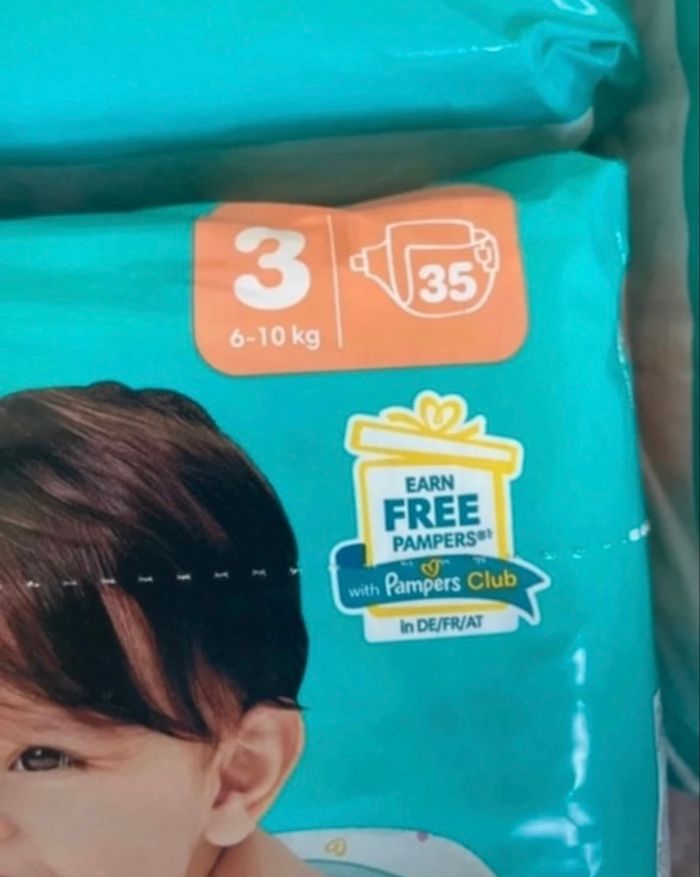 3
6-10 kg
35
EARN
FREE
PAMPERS®¹
with Pampers Club
in DE/FR/AT